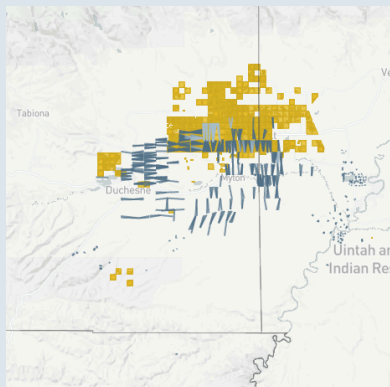 Tabiona
Duchesne
Myton
Uintah an
Indian Res